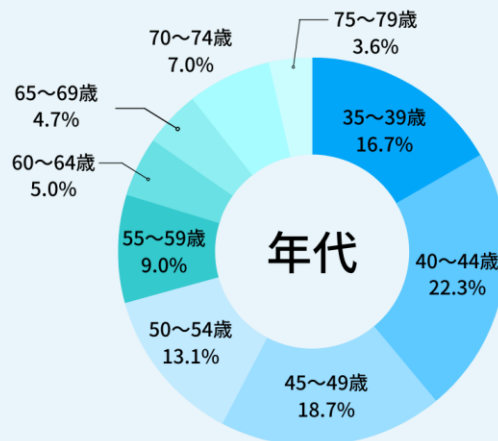 75～79歳
3.6%
70～74歳
7.0%
65～69歳
4.7%
60～64歳
5.0%
55～59歳
9.0%
50～54歳
13.1%
45～49歳
18.7%
40～44歳
22.3%
35～39歳
16.7%
年代